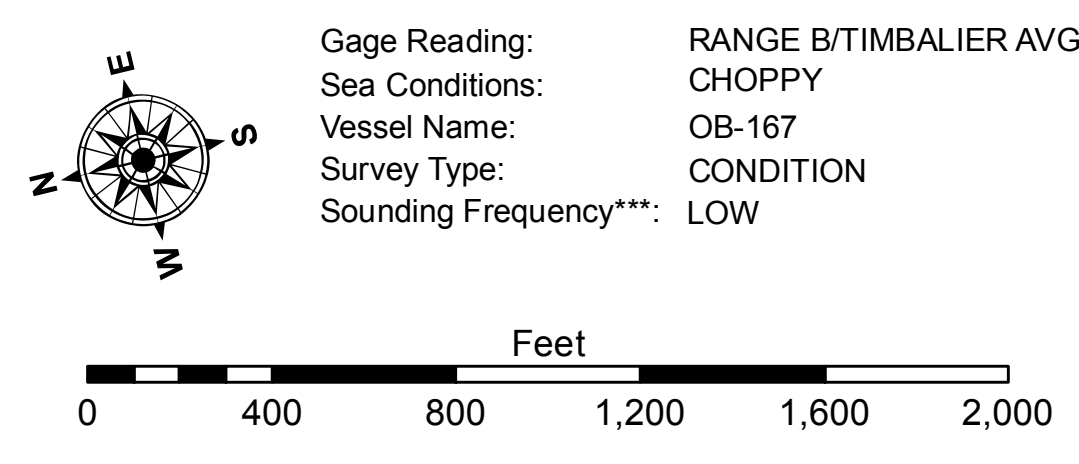 E
S
N
W
Gage Reading: RANGE B/TIMBALIER AVG
Sea Conditions: CHOPPY
Vessel Name: OB-167
Survey Type: CONDITION
Sounding Frequency***: LOW
Feet
0 400 800 1,200 1,600 2,000